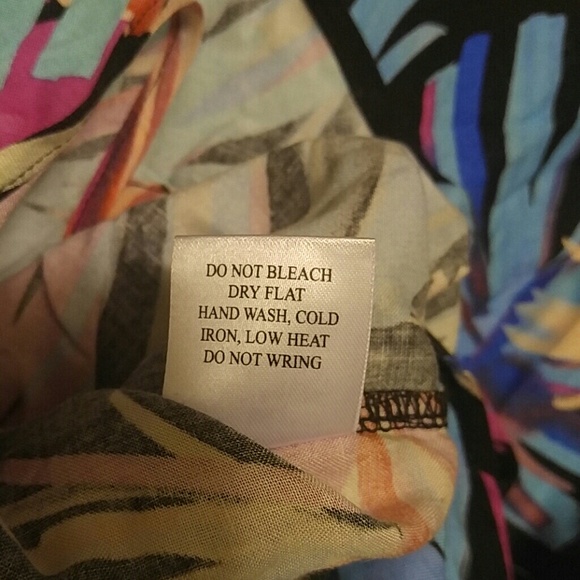 DO NOT BLEACH
DRY FLAT
HAND WASH, COLD
IRON, LOW HEAT
DO NOT WRING